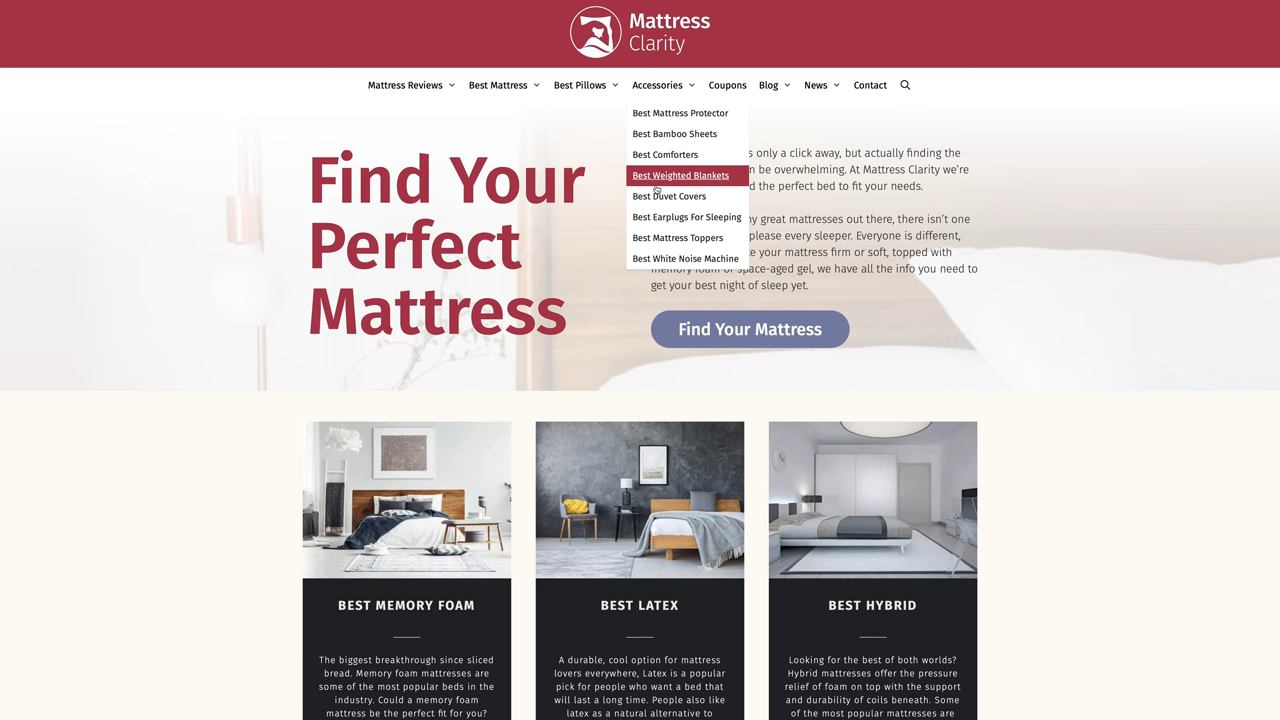 Mattress
Clarity
Mattress Reviews Best Mattress Best Pillows Accessories Coupons Blog News Contact
Best Mattress Protector
Best Bamboo Sheets
Best Comforters
Best Weighted Blankets
Best Duvet Covers
Best Earplugs For Sleeping
Best Mattress Toppers
Best White Noise Machine
Find Your
Perfect
Mattress
only a click away, but actually finding the
be overwhelming. At Mattress Clarity we're
the perfect bed to fit your needs.
great mattresses out there, there isn't one
please every sleeper. Everyone is different,
your mattress firm or soft, topped with
memory foam or space-aged gel, we have all the info you need to
get your best night of sleep yet.
Find Your Mattress
BEST MEMORY FOAM
The biggest breakthrough since sliced
bread. Memory foam mattresses are
some of the most popular beds in the
industry. Could a memory foam
mattress be the perfect fit for you?
BEST LATEX
A durable, cool option for mattress
lovers everywhere, Latex is a popular
pick for people who want a bed that
will last a long time. People also like
latex as a natural alternative to
BEST HYBRID
Looking for the best of both worlds?
Hybrid mattresses offer the pressure
relief of foam on top with the support
and durability of coils beneath. Some
of the most popular mattresses are